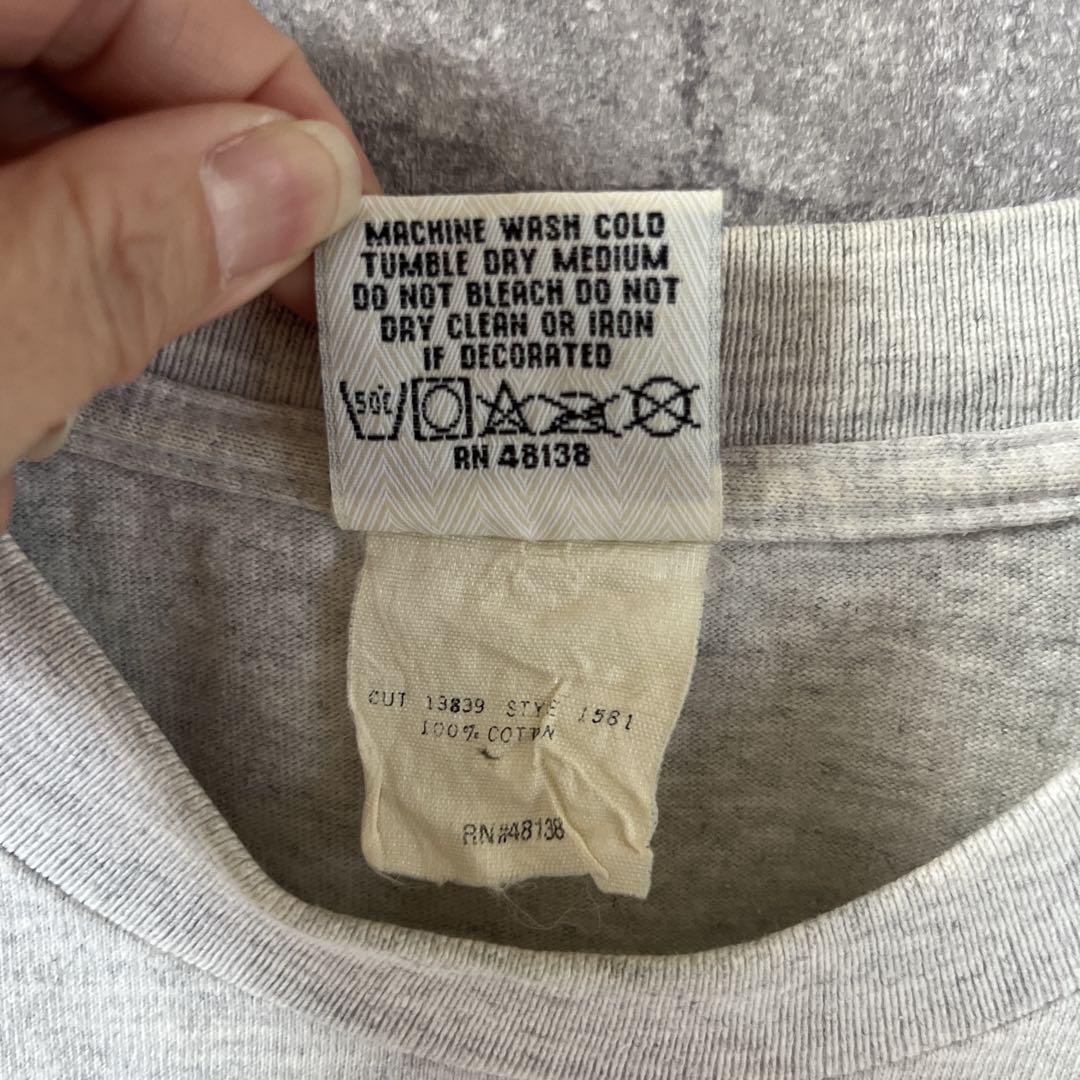 MACHINE WASH COLD
TUMBLE DRY MEDIUM
DO NOT BLEACH DO NOT
DRY CLEAN OR IRON
IF DECORATED
50°C
RN 48138
CUT 13839 STYE 1581
100% COTTN
RN#48138